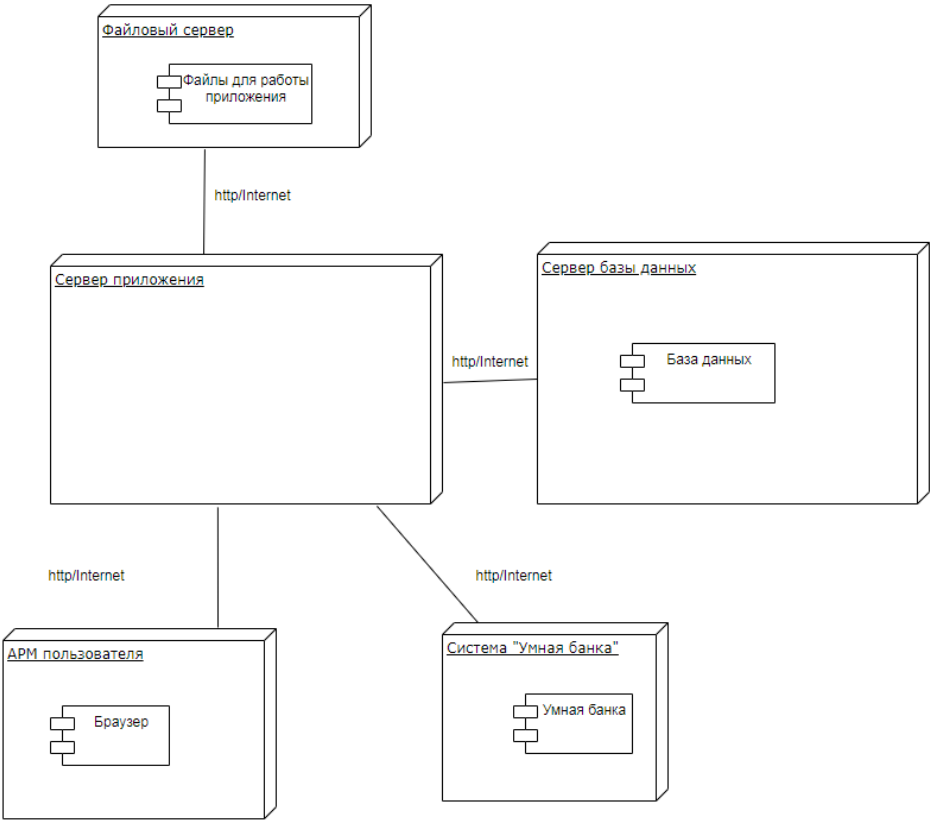 Файловый сервер
Файлы для работы
приложения
http/Internet
Сервер приложения
Сервер базы данных
http/Internet
База данных
http/Internet
http/Internet
АРМ пользователя
Система "Умная банка"
Браузер
Умная банка